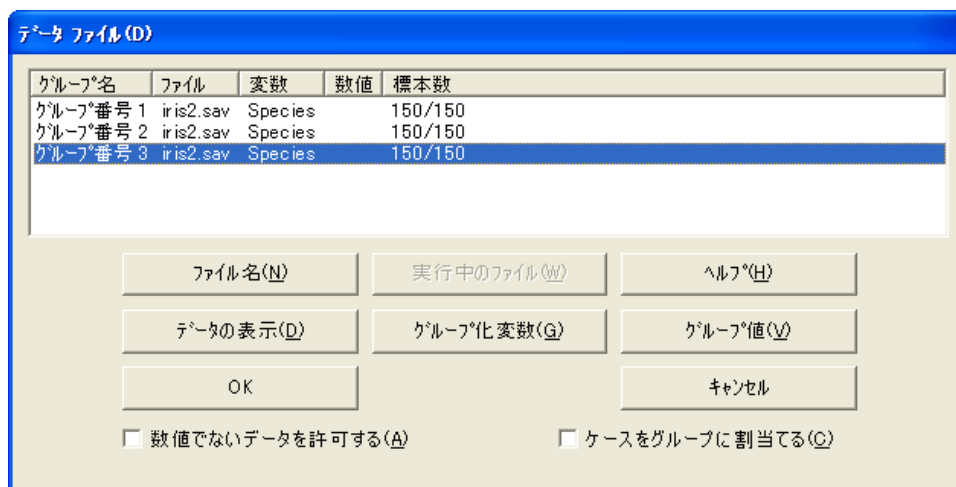 データ ファイル(D)
グループ名 ファイル 変数 数値 標本数
グループ番号 1 iris2.sav Species 150/150
グループ番号 2 iris2.sav Species 150/150
グループ番号 3 iris2.sav Species 150/150
ファイル名(N) 実行中のファイル(W) ヘルプ(H)
データの表示(D) グループ化変数(G) グループ値(V)
OK キャンセル
数値でないデータを許可する(A) ケースをグループに割当てる(C)